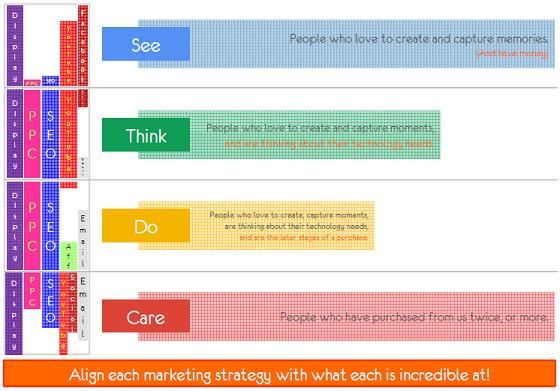 Display
PPC
YouTube
Facebook
See
People who love to create and capture memories.
(And have money)
Display
PPC
SEO
YouTube
Think
People who love to create and capture moments,
and are thinking about their technology needs.
Display
PPC
SEO
Aff
Email
Do
People who love to create, capture moments,
are thinking about their technology needs,
and are the later stages of a purchase.
Display
PPC
SEO
YouTube
Social
Email
Care
People who have purchased from us twice, or more.
Align each marketing strategy with what each is incredible at!